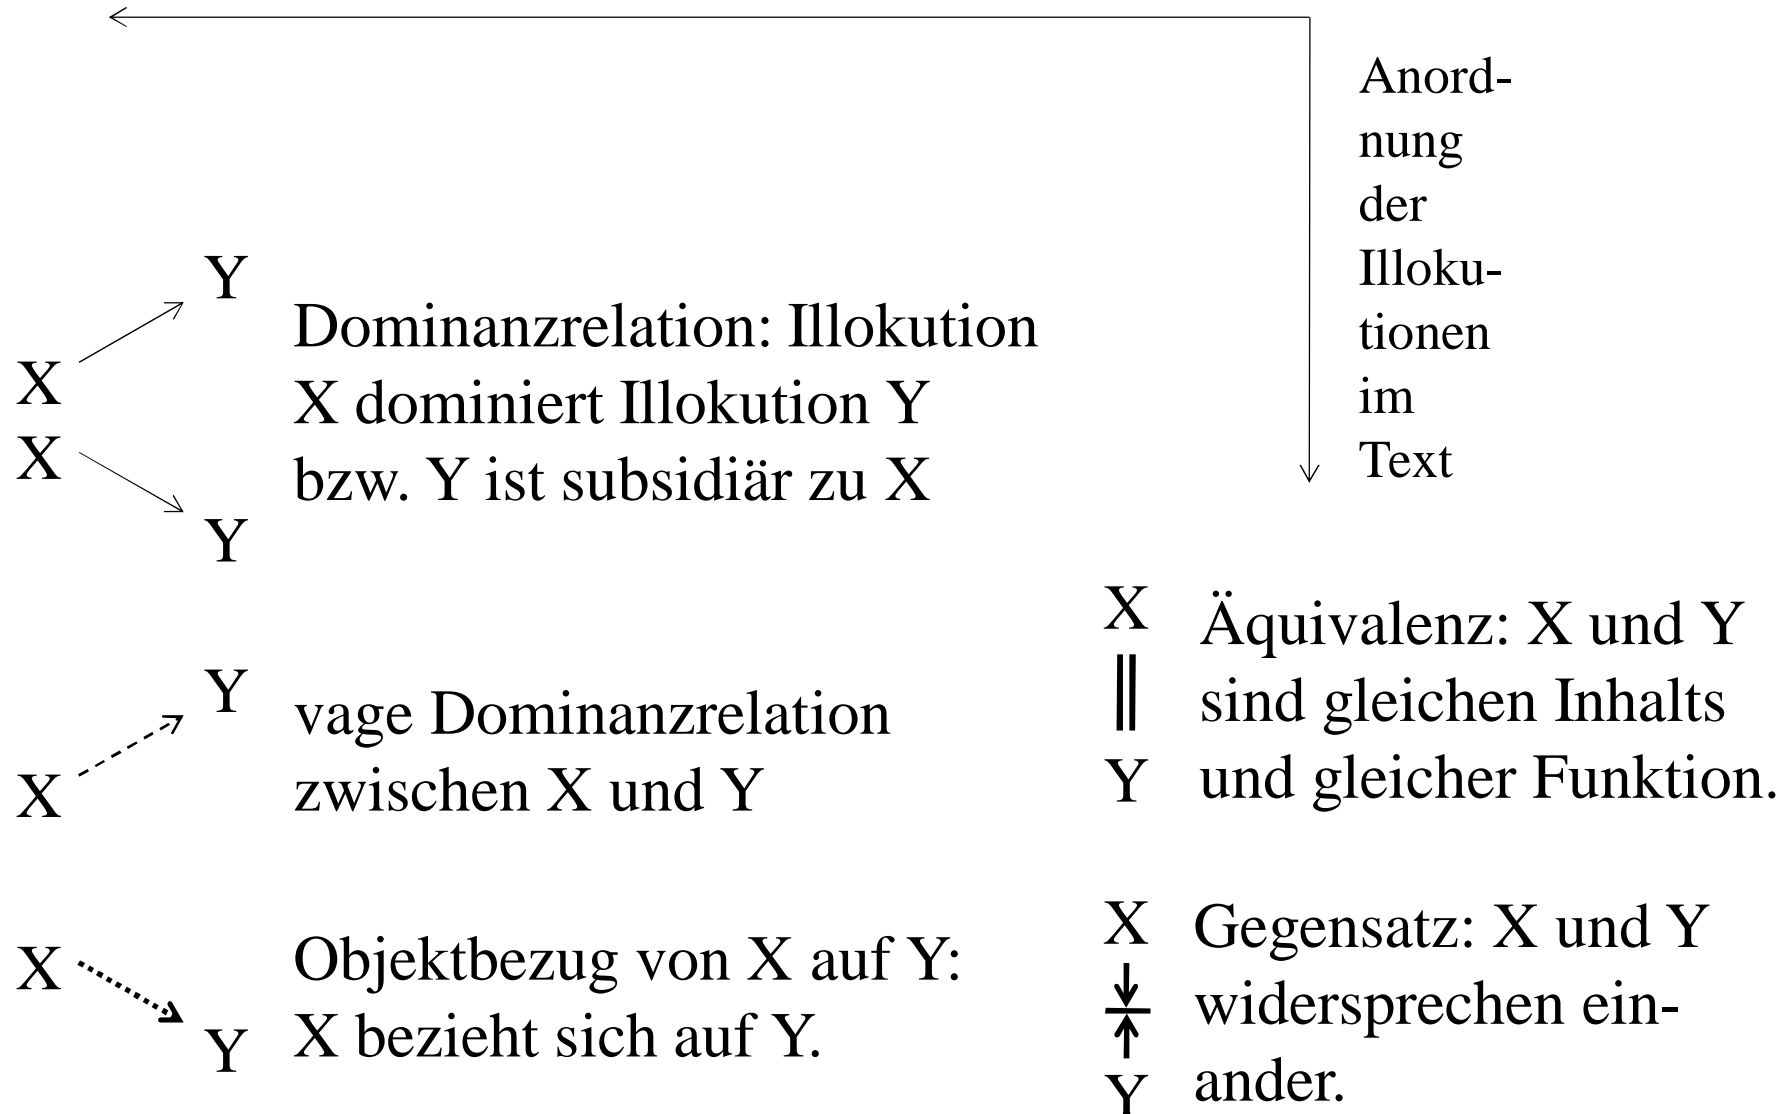 Anord-
nung
der
Illoku-
tionen
im
Text
Y
X
X
Y
Dominanzrelation: Illokution
X dominiert Illokution Y
bzw. Y ist subsidiär zu X
Y
X
vage Dominanzrelation
zwischen X und Y
X
Y
Äquivalenz: X und Y
sind gleichen Inhalts
und gleicher Funktion.
X
Y
Objektbezug von X auf Y:
X bezieht sich auf Y.
X
Y
Gegensatz: X und Y
widersprechen ein-
ander.